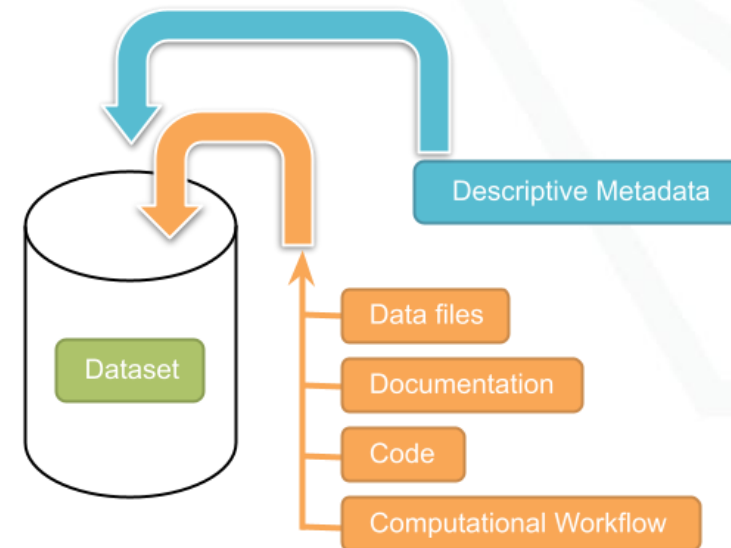 Descriptive Metadata
Data files
Dataset
Documentation
Code
Computational Workflow